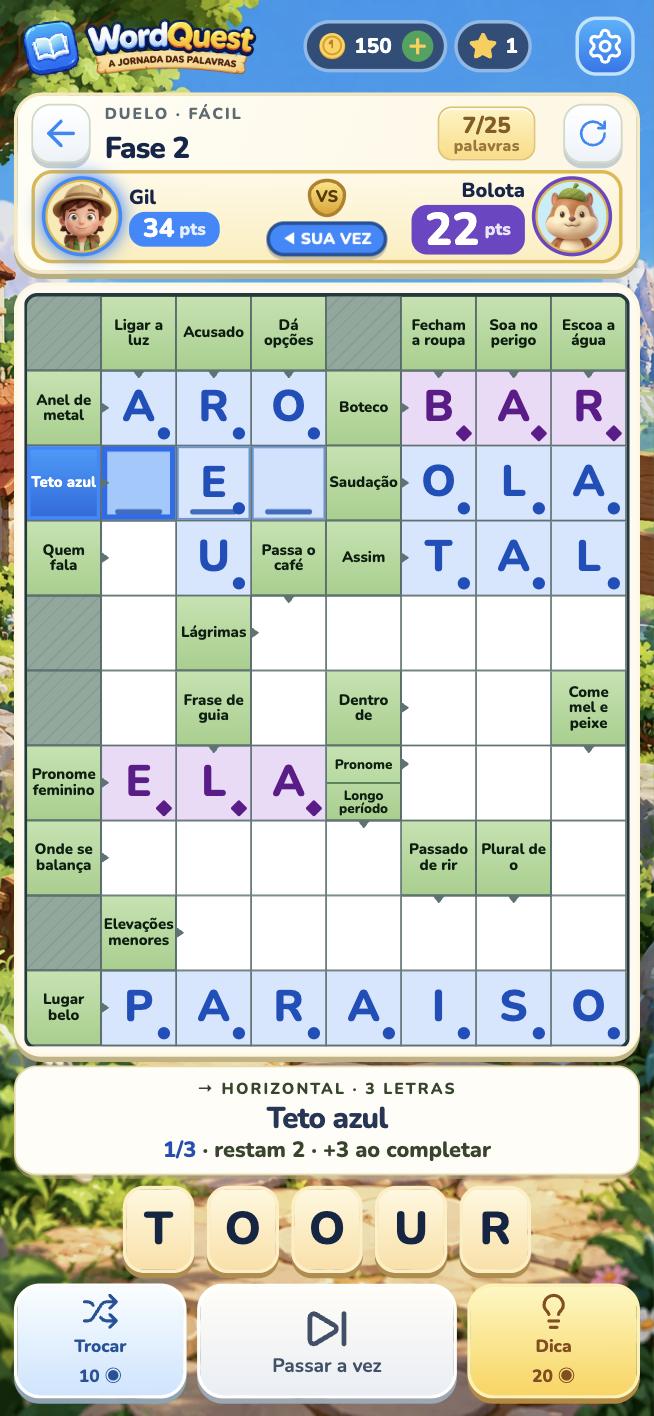 WordQuest
A JORNADA DAS PALAVRAS
150
1
DUELO · FÁCIL
Fase 2
7/25
palavras
Gil
34 pts
VS
SUA VEZ
Bolota
22 pts
Ligar a luz
Acusado
Dá opções
Fecham a roupa
Soa no perigo
Escoa a água
Anel de metal
A R O
Boteco
B A R
Teto azul
E
Saudação
O L A
Quem fala
U
Passa o café
Assim
T A L
Lágrimas
Frase de guia
Dentro de
Come mel e peixe
Pronome feminino
E L A
Pronome
Longo período
Onde se balança
Passado de rir
Plural de o
Elevações menores
Lugar belo
P A R A I S O
→ HORIZONTAL · 3 LETRAS
Teto azul
1/3 · restam 2 · +3 ao completar
T O O U R
Trocar
10
Passar a vez
Dica
20